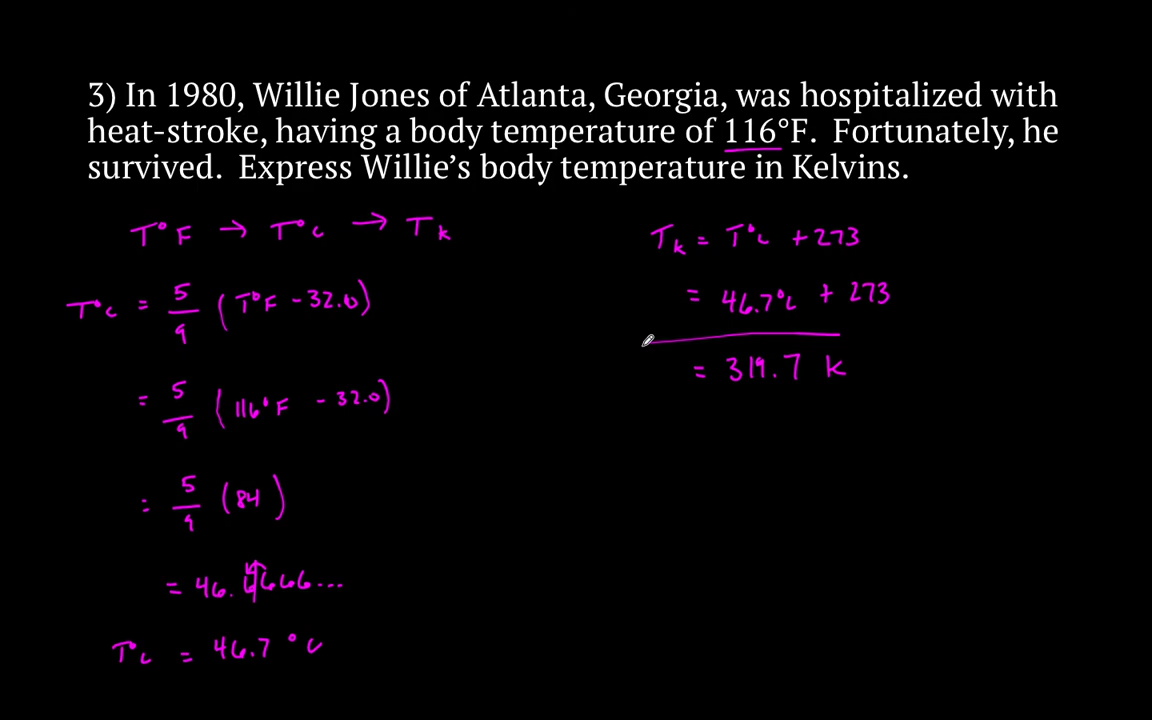 3) In 1980, Willie Jones of Atlanta, Georgia, was hospitalized with
heat-stroke, having a body temperature of 116°F. Fortunately, he
survived. Express Willie's body temperature in Kelvins.
T°F → T°C → Tk
T°C = 5/9 (T°F - 32.0)
= 5/9 (116°F - 32.0)
= 5/9 (84)
= 46.6666...
T°C = 46.7 °C
Tk = T°C + 273
= 46.7°C + 273
= 319.7 K